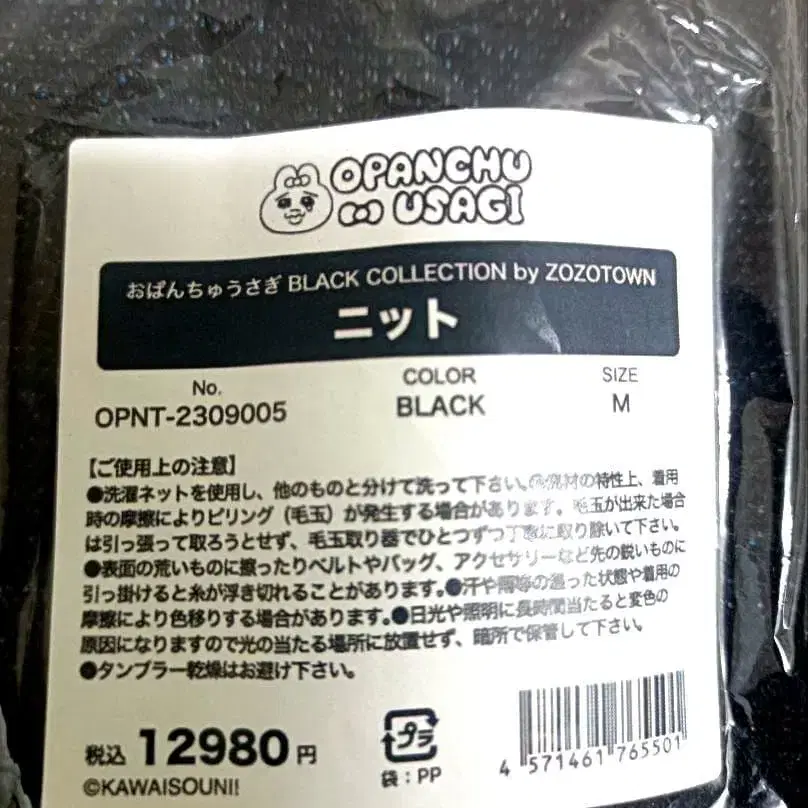 OPANCHU
USAGI
おぱんちゅうさぎ BLACK COLLECTION by ZOZOTOWN
ニット
No. COLOR SIZE
OPNT-2309005 BLACK M
【ご使用上の注意】
●洗濯ネットを使用し、他のものと分けて洗って下さい。●素材の特性上、着用
時の摩擦によりピリング（毛玉）が発生する場合があります。毛玉が出来た場合
は引っ張って取ろうとせず、毛玉取り器でひとつずつ丁寧に取り除いて下さい。
●表面の荒いものに擦ったりベルトやバッグ、アクセサリーなど先の鋭いものに
引っ掛けると糸が浮き切れることがあります。●汗や雨等の湿った状態や着用の
摩擦により色移りする場合があります。●日光や照明に長時間当たると変色の
原因になりますので光の当たる場所に放置せず、暗所で保管して下さい。
●タンブラー乾燥はお避け下さい。
税込 12980 円
プラ
袋：PP
4 571461 765501
©KAWAISOUNI!